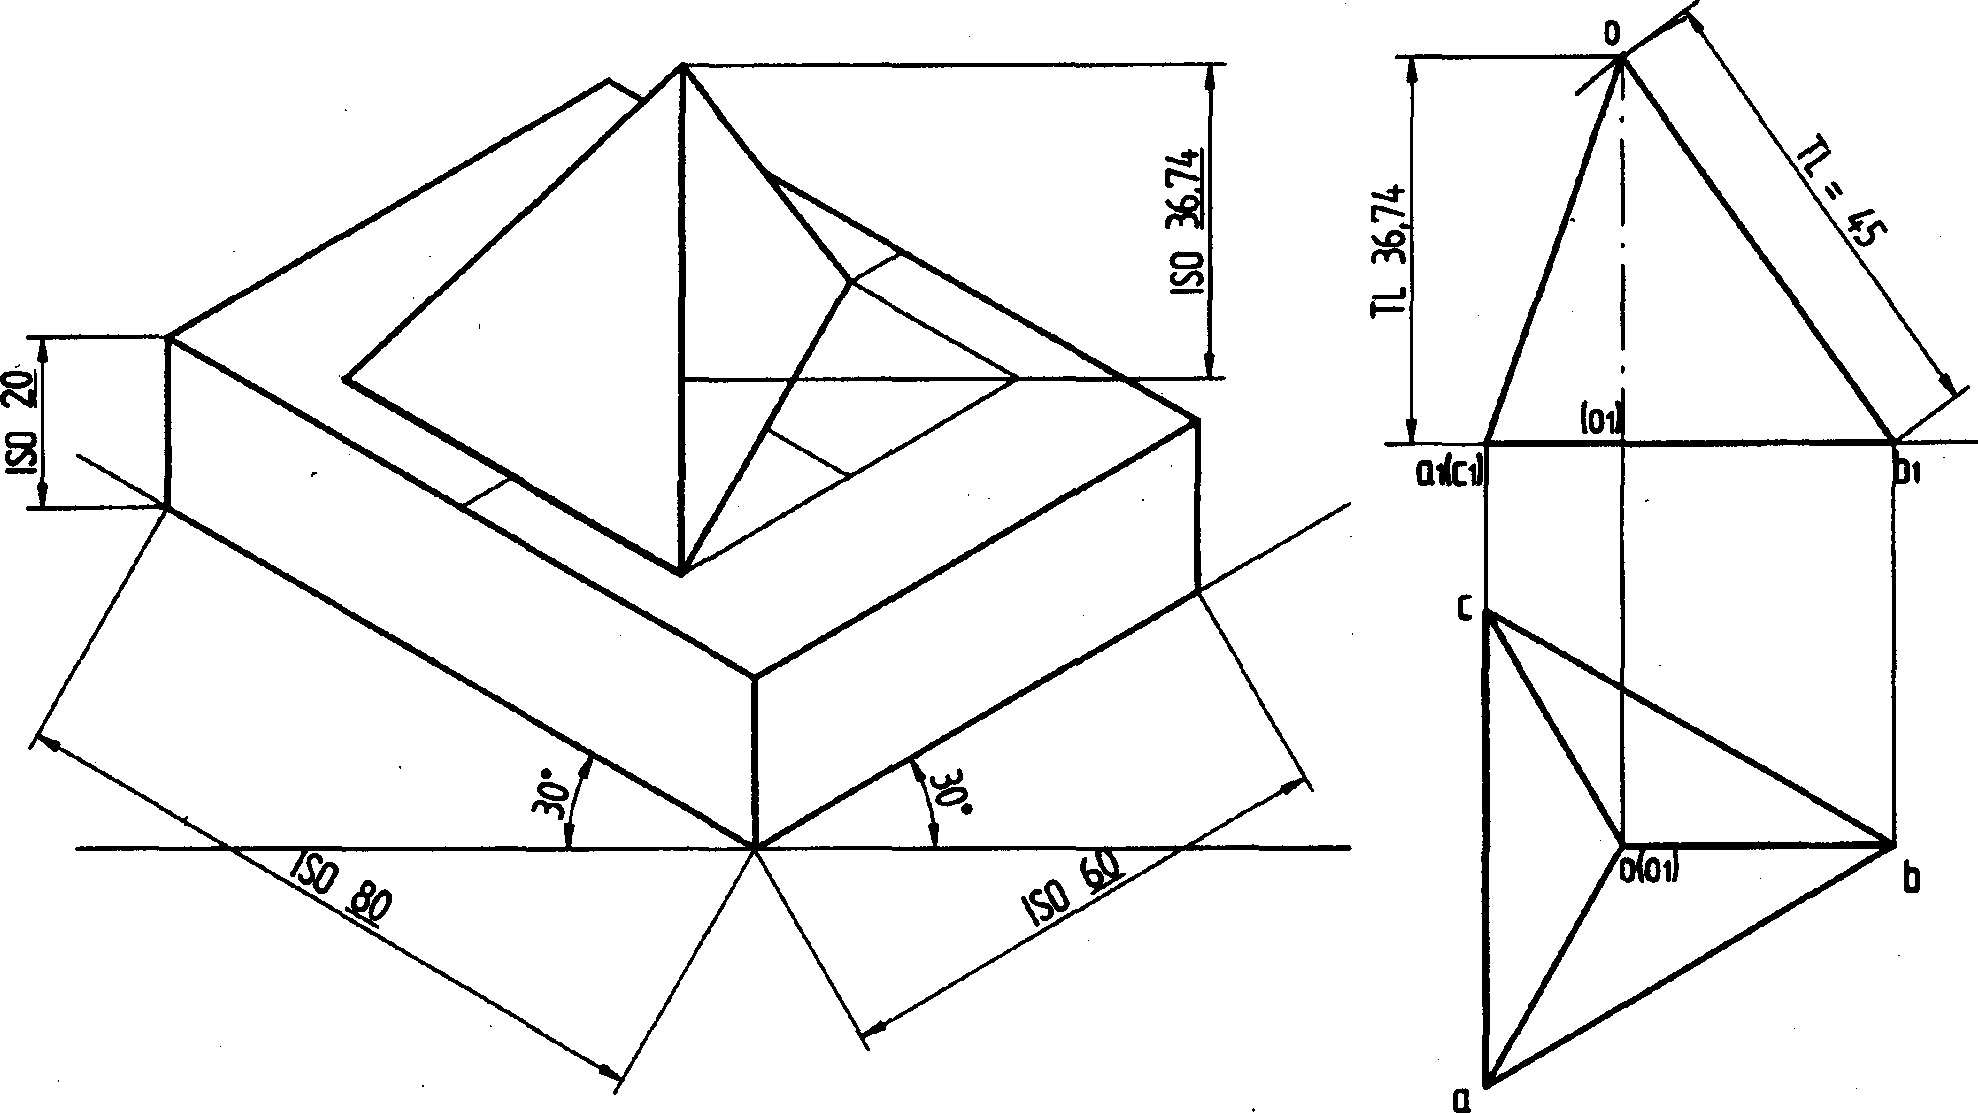 ISO 20
ISO 36,74
30°
30°
ISO 80
ISO 60
o
TL 36,74
TL = 45
(o1)
a1(c1)
b1
c
o(o1)
b
a